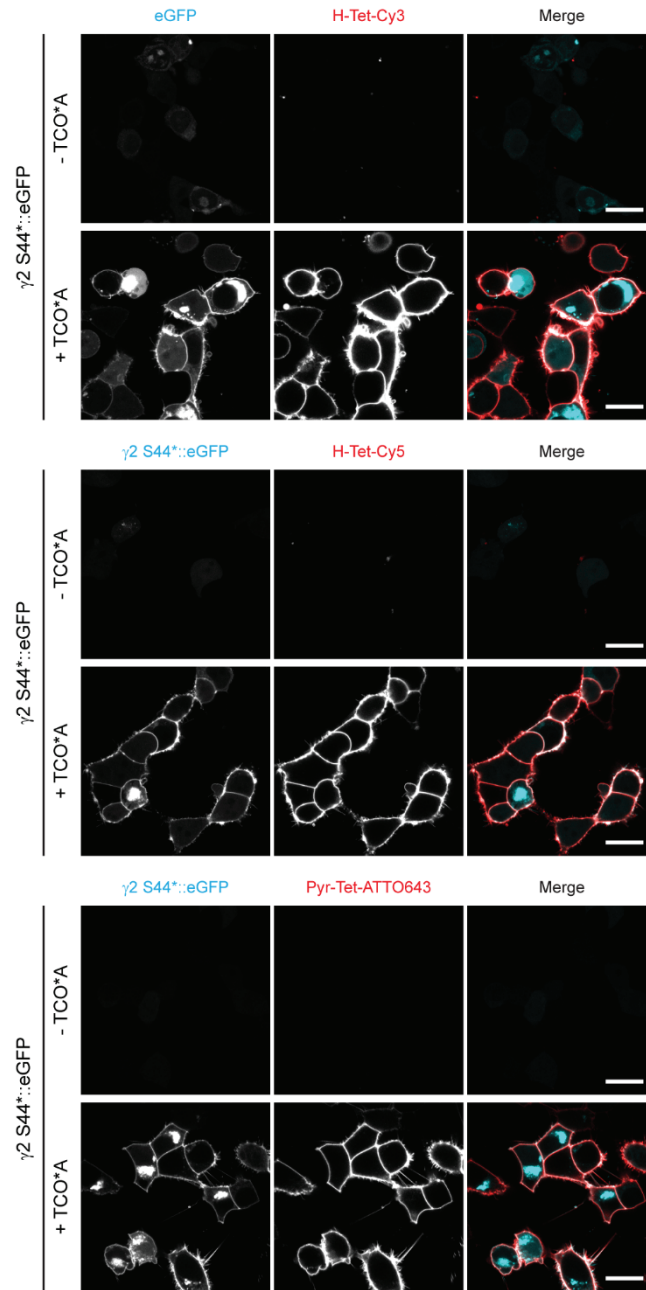 eGFP H-Tet-Cy3 Merge
γ2 S44*::eGFP
- TCO*A
+ TCO*A
γ2 S44*::eGFP H-Tet-Cy5 Merge
γ2 S44*::eGFP
- TCO*A
+ TCO*A
γ2 S44*::eGFP Pyr-Tet-ATTO643 Merge
γ2 S44*::eGFP
- TCO*A
+ TCO*A